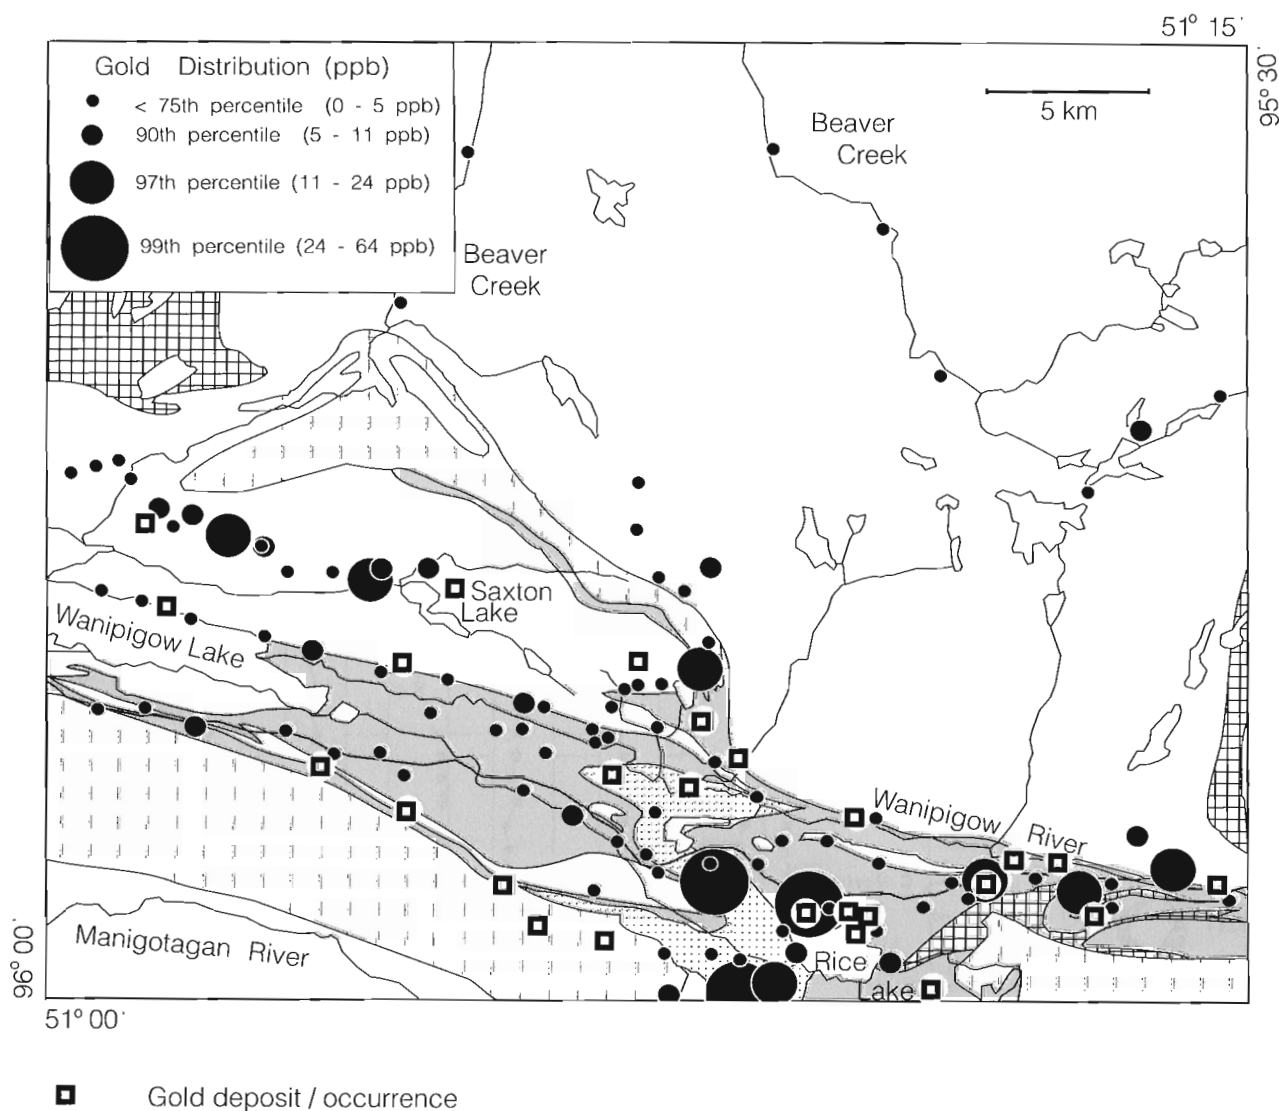 51° 15'
95° 30'
Gold Distribution (ppb)
< 75th percentile (0 - 5 ppb)
90th percentile (5 - 11 ppb)
97th percentile (11 - 24 ppb)
99th percentile (24 - 64 ppb)
5 km
Beaver
Creek
Beaver
Creek
Saxton
Lake
Wanipigow Lake
Wanipigow River
Manigotagan River
Rice
Lake
96° 00'
51° 00'
Gold deposit / occurrence